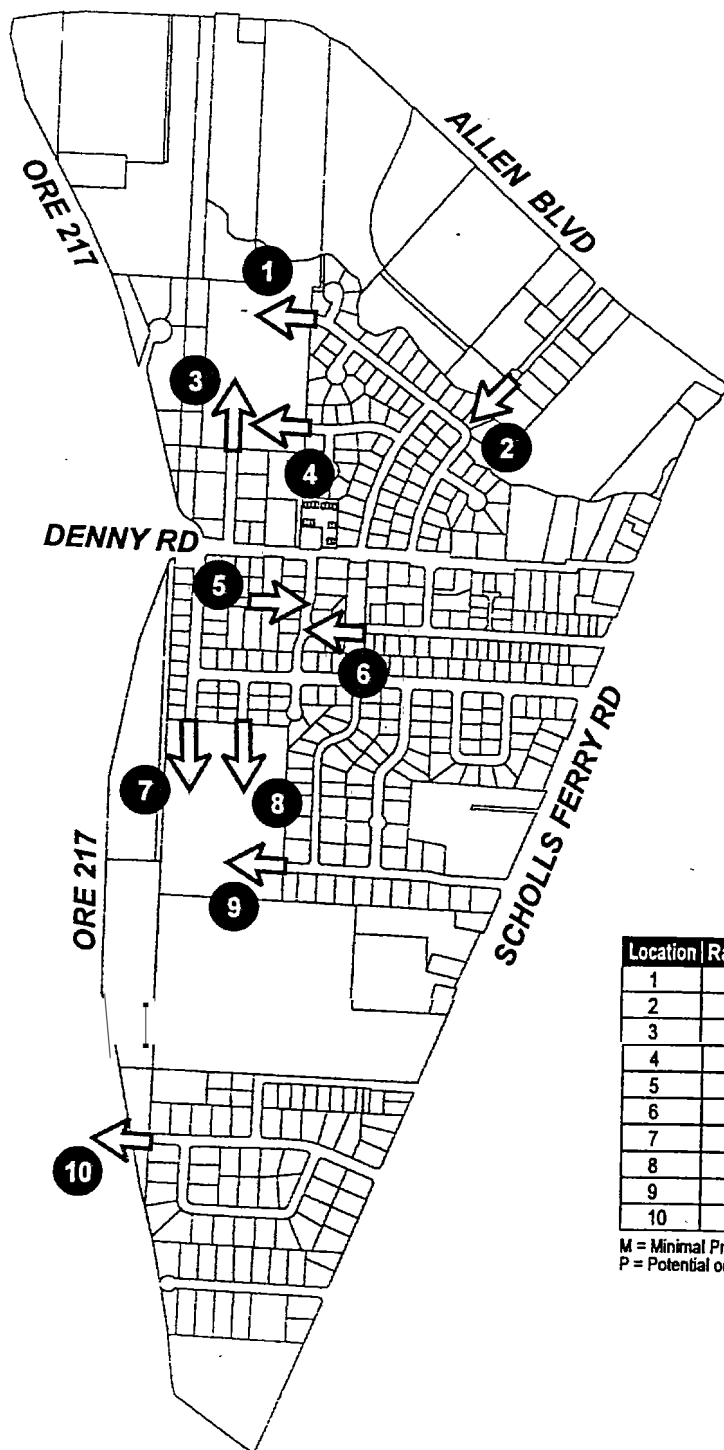 ALLEN BLVD
ORE 217
1
3
2
4
DENNY RD
5
6
7
8
ORE 217
9
SCHOLLS FERRY RD
10
Location
1
2
3
4
5
6
7
8
9
10
M = Minimal
P = Potential